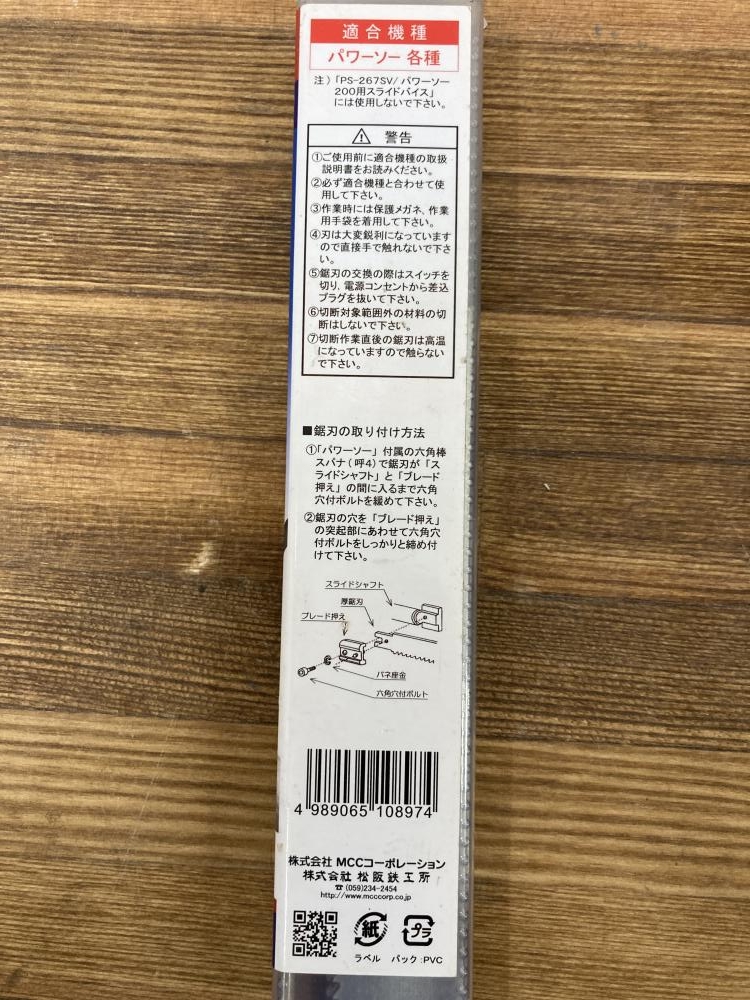 適合機種
パワーソー 各種
注)「PS-267SV/パワーソー
200用スライドバイス」
には使用しないで下さい。
⚠ 警告
①ご使用前に適合機種の取扱
説明書をお読みください。
②必ず適合機種と合わせて使
用して下さい。
③作業時には保護メガネ、作業
用手袋を着用して下さい。
④刃は大変鋭利になっています
ので直接手で触れないで下さ
い。
⑤鋸刃の交換の際はスイッチを
切り、電源コンセントから差込
プラグを抜いて下さい。
⑥切断対象範囲外の材料の切
断はしないで下さい。
⑦切断作業直後の鋸刃は高温
になっていますので触らない
で下さい。
■鋸刃の取り付け方法
①「パワーソー」付属の六角棒
スパナ(呼4)で鋸刃が「ス
ライドシャフト」と「ブレード
押え」の間に入るまで六角
穴付ボルトを緩めて下さい。
②鋸刃の穴を「ブレード押え」
の突起部にあわせて六角穴
付ボルトをしっかりと締め付
けて下さい。
スライドシャフト
厚鋸刃
ブレード押え
バネ座金
六角穴付ボルト
4 989065 108974
株式会社 MCCコーポレーション
株式会社 松阪鉄工所
☎(059)234-2454
http://www.mcccorp.co.jp
紙
プラ
ラベル パック:PVC